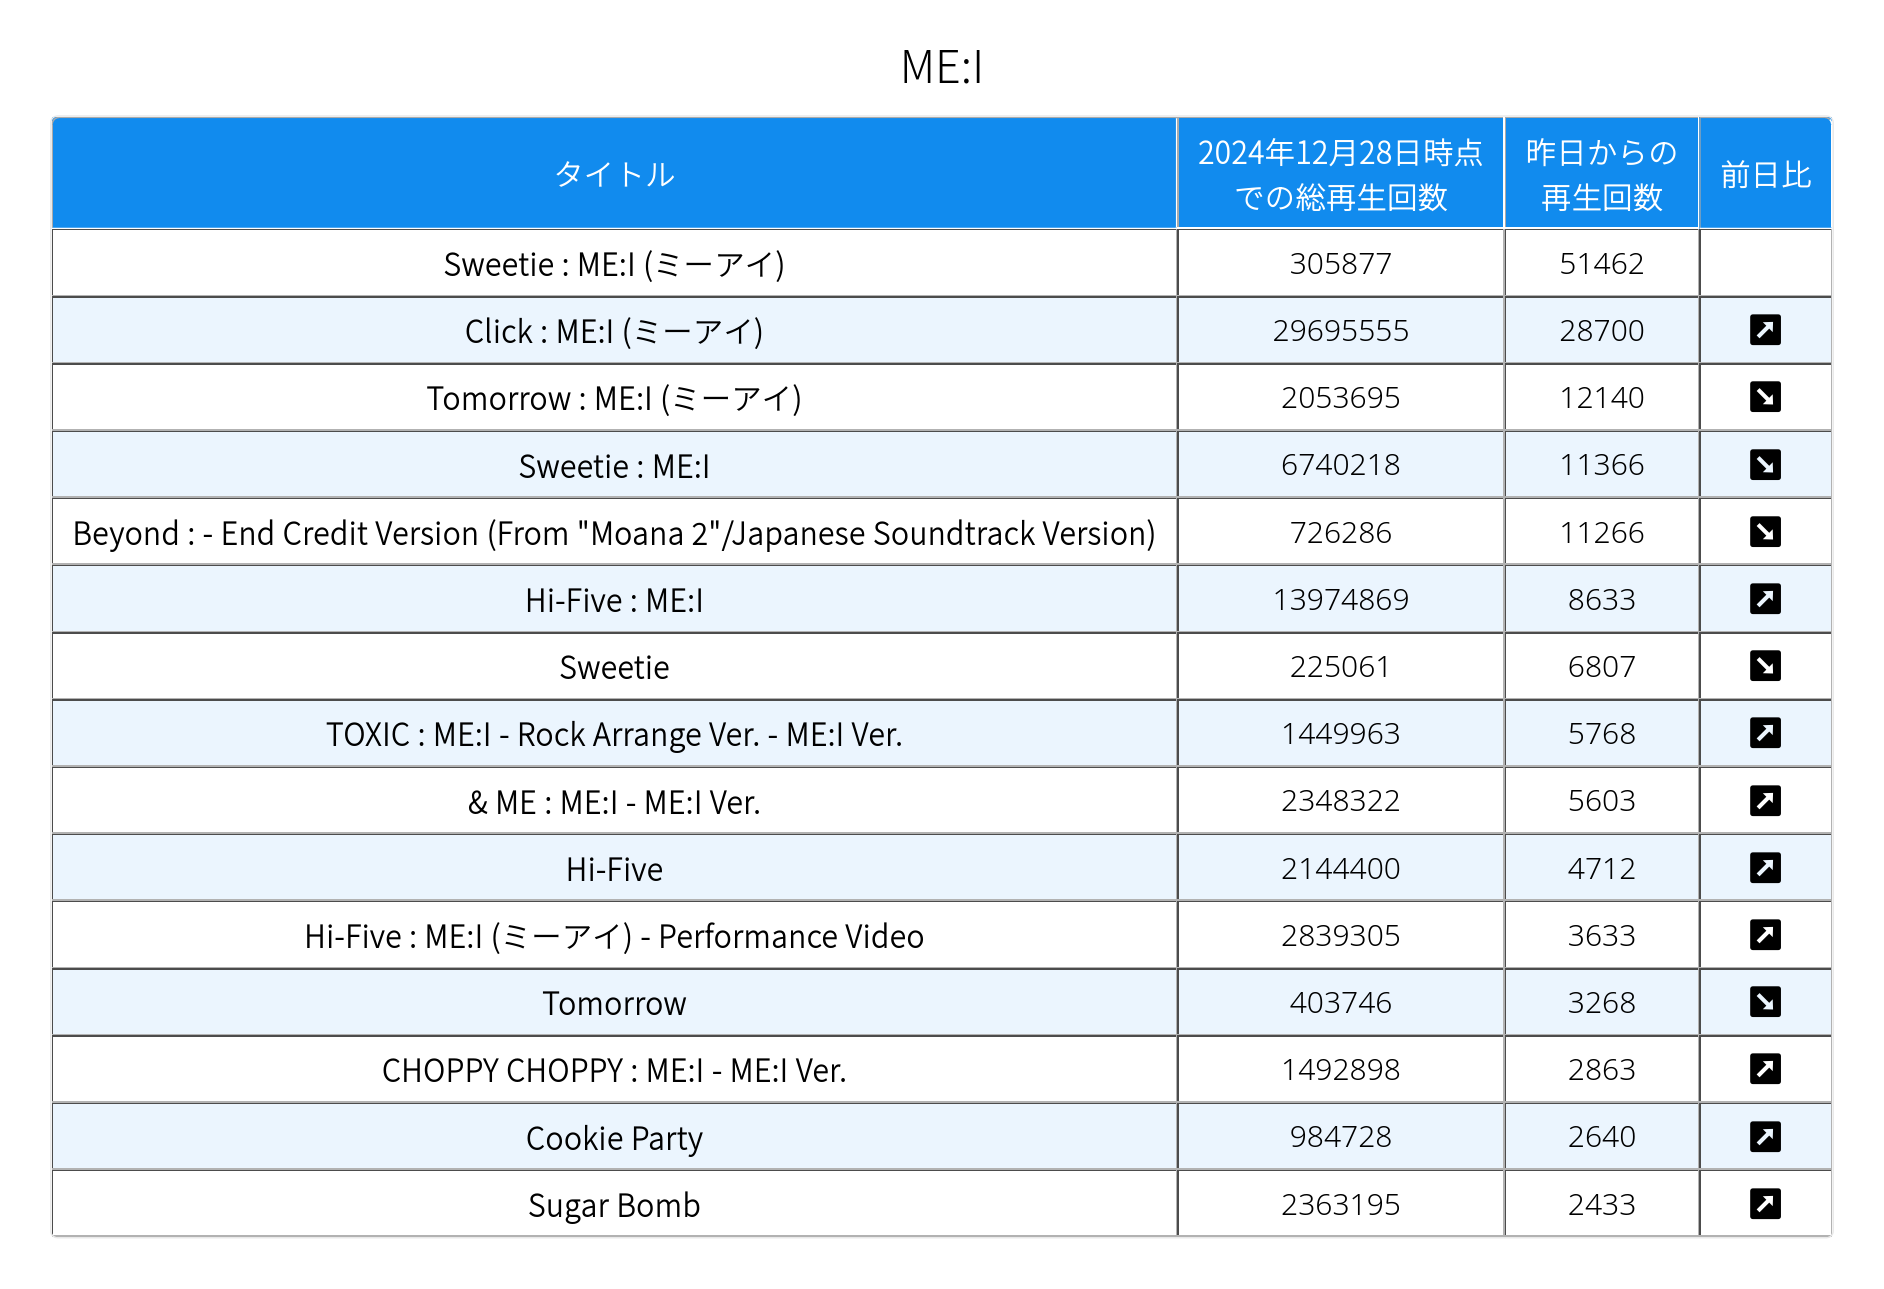 ME:I
タイトル 2024年12月28日時点での総再生回数 昨日からの再生回数 前日比
Sweetie : ME:I (ミーアイ) 305877 51462
Click : ME:I (ミーアイ) 29695555 28700 ↗
Tomorrow : ME:I (ミーアイ) 2053695 12140 ↘
Sweetie : ME:I 6740218 11366 ↘
Beyond : - End Credit Version (From "Moana 2"/Japanese Soundtrack Version) 726286 11266 ↘
Hi-Five : ME:I 13974869 8633 ↗
Sweetie 225061 6807 ↘
TOXIC : ME:I - Rock Arrange Ver. - ME:I Ver. 1449963 5768 ↗
& ME : ME:I - ME:I Ver. 2348322 5603 ↗
Hi-Five 2144400 4712 ↗
Hi-Five : ME:I (ミーアイ) - Performance Video 2839305 3633 ↗
Tomorrow 403746 3268 ↘
CHOPPY CHOPPY : ME:I - ME:I Ver. 1492898 2863 ↗
Cookie Party 984728 2640 ↗
Sugar Bomb 2363195 2433 ↗